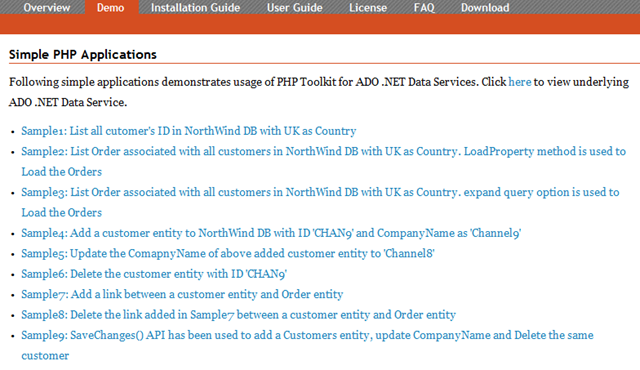 Overview Demo Installation Guide User Guide License FAQ Download
Simple PHP Applications
Following simple applications demonstrates usage of PHP Toolkit for ADO .NET Data Services. Click here to view underlying
ADO .NET Data Service.
• Sample1: List all cutomer's ID in NorthWind DB with UK as Country
• Sample2: List Order associated with all customers in NorthWind DB with UK as Country. LoadProperty method is used to
Load the Orders
• Sample3: List Order associated with all customers in NorthWind DB with UK as Country. expand query option is used to
Load the Orders
• Sample4: Add a customer entity to NorthWind DB with ID 'CHAN9' and CompanyName as 'Channel9'
• Sample5: Update the ComapnyName of above added customer entity to 'Channel8'
• Sample6: Delete the customer entity with ID 'CHAN9'
• Sample7: Add a link between a customer entity and Order entity
• Sample8: Delete the link added in Sample7 between a customer entity and Order entity
• Sample9: SaveChanges() API has been used to add a Customers entity, update CompanyName and Delete the same
customer